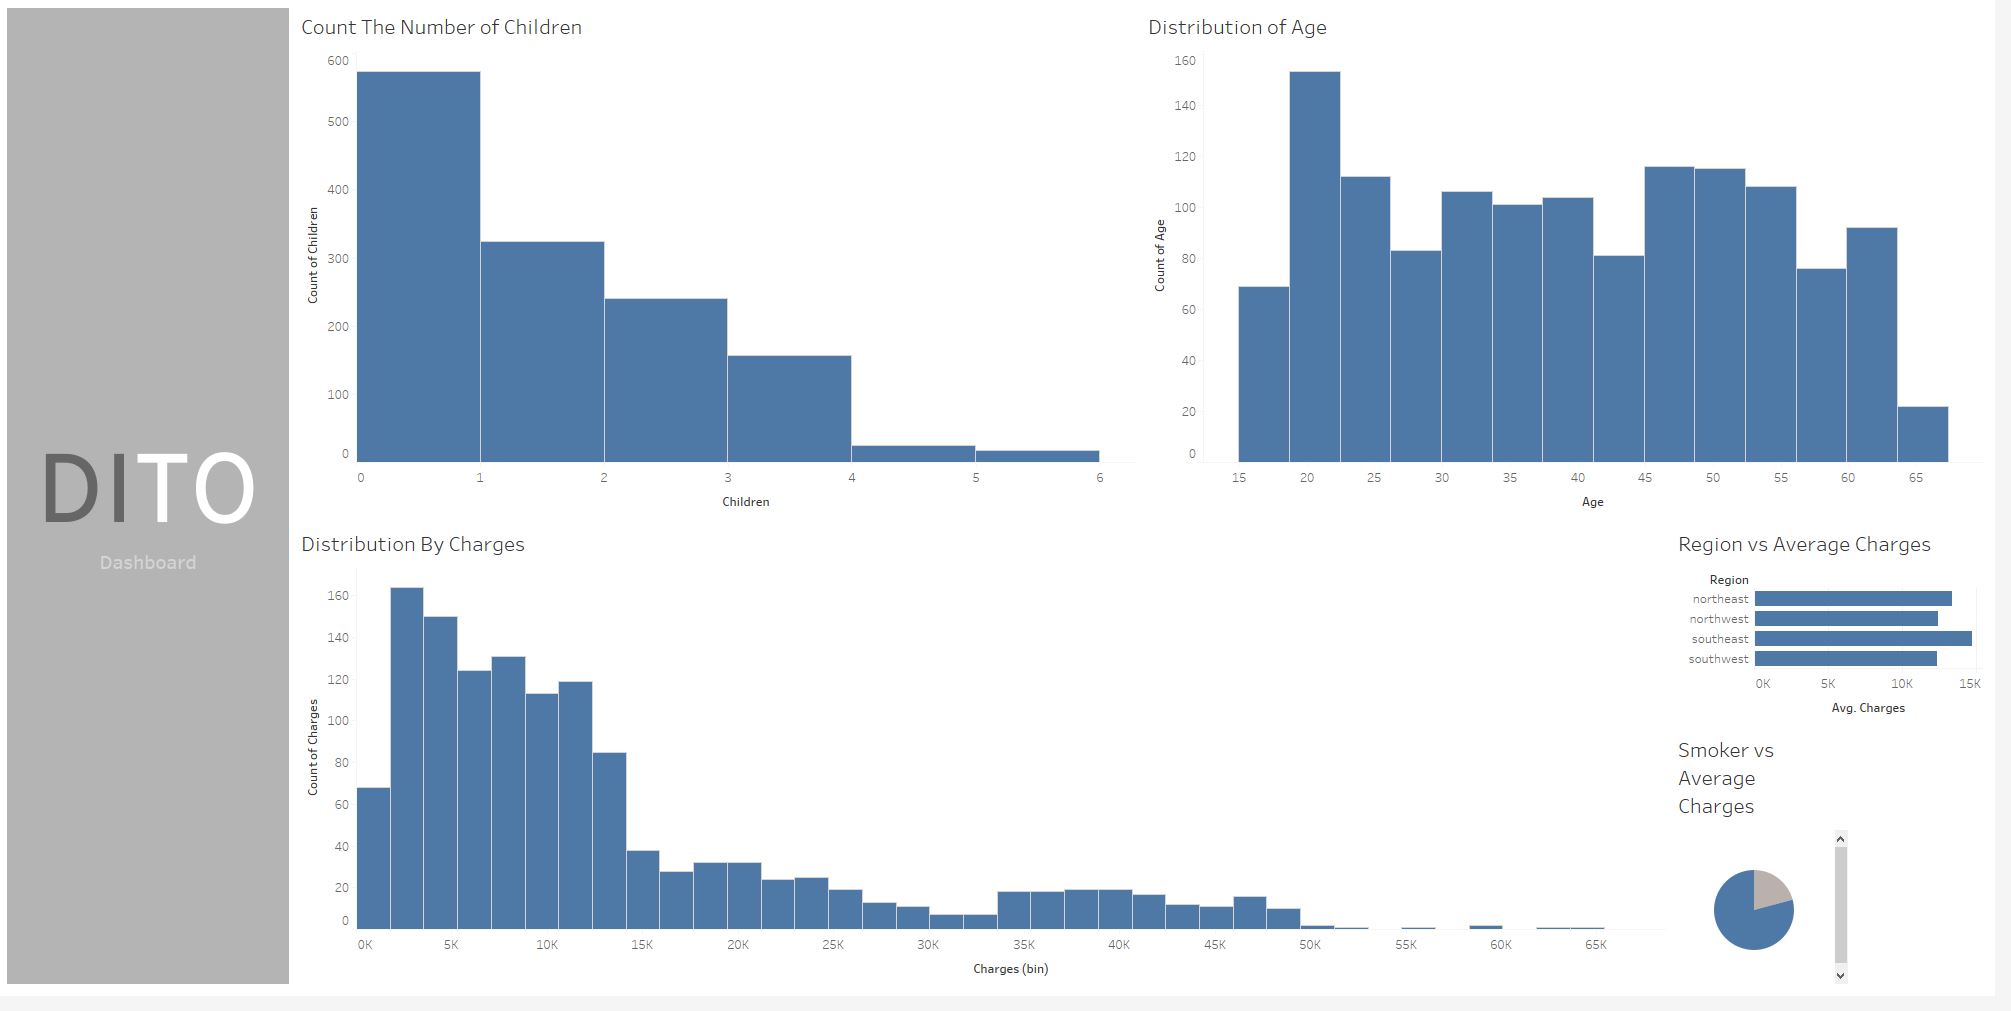 DITO
Dashboard
Count The Number of Children
600
500
400
300
200
100
0
Count of Children
0 1 2 3 4 5 6
Children
Distribution of Age
160
140
120
100
80
60
40
20
0
Count of Age
15 20 25 30 35 40 45 50 55 60 65
Age
Distribution By Charges
160
140
120
100
80
60
40
20
0
Count of Charges
0K 5K 10K 15K 20K 25K 30K 35K 40K 45K 50K 55K 60K 65K
Charges (bin)
Region vs Average Charges
Region
northeast
northwest
southeast
southwest
0K 5K 10K 15K
Avg. Charges
Smoker vs
Average
Charges